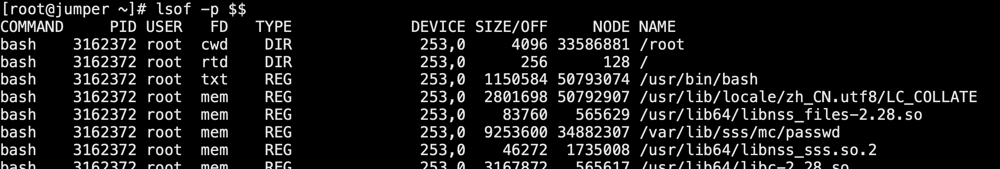 [root@jumper ~]# lsof -p $$
COMMAND     PID USER   FD   TYPE             DEVICE SIZE/OFF     NODE NAME
bash    3162372 root  cwd    DIR              253,0     4096 33586881 /root
bash    3162372 root  rtd    DIR              253,0      256      128 /
bash    3162372 root  txt    REG              253,0  1150584 50793074 /usr/bin/bash
bash    3162372 root  mem    REG              253,0  2801698 50792907 /usr/lib/locale/zh_CN.utf8/LC_COLLATE
bash    3162372 root  mem    REG              253,0    83760   565629 /usr/lib64/libnss_files-2.28.so
bash    3162372 root  mem    REG              253,0  9253600 34882307 /var/lib/sss/mc/passwd
bash    3162372 root  mem    REG              253,0    46272  1735008 /usr/lib64/libnss_sss.so.2
bash    3162372 root  mem    REG              253,0  3167872   565617 /usr/lib64/libc-2.28.so